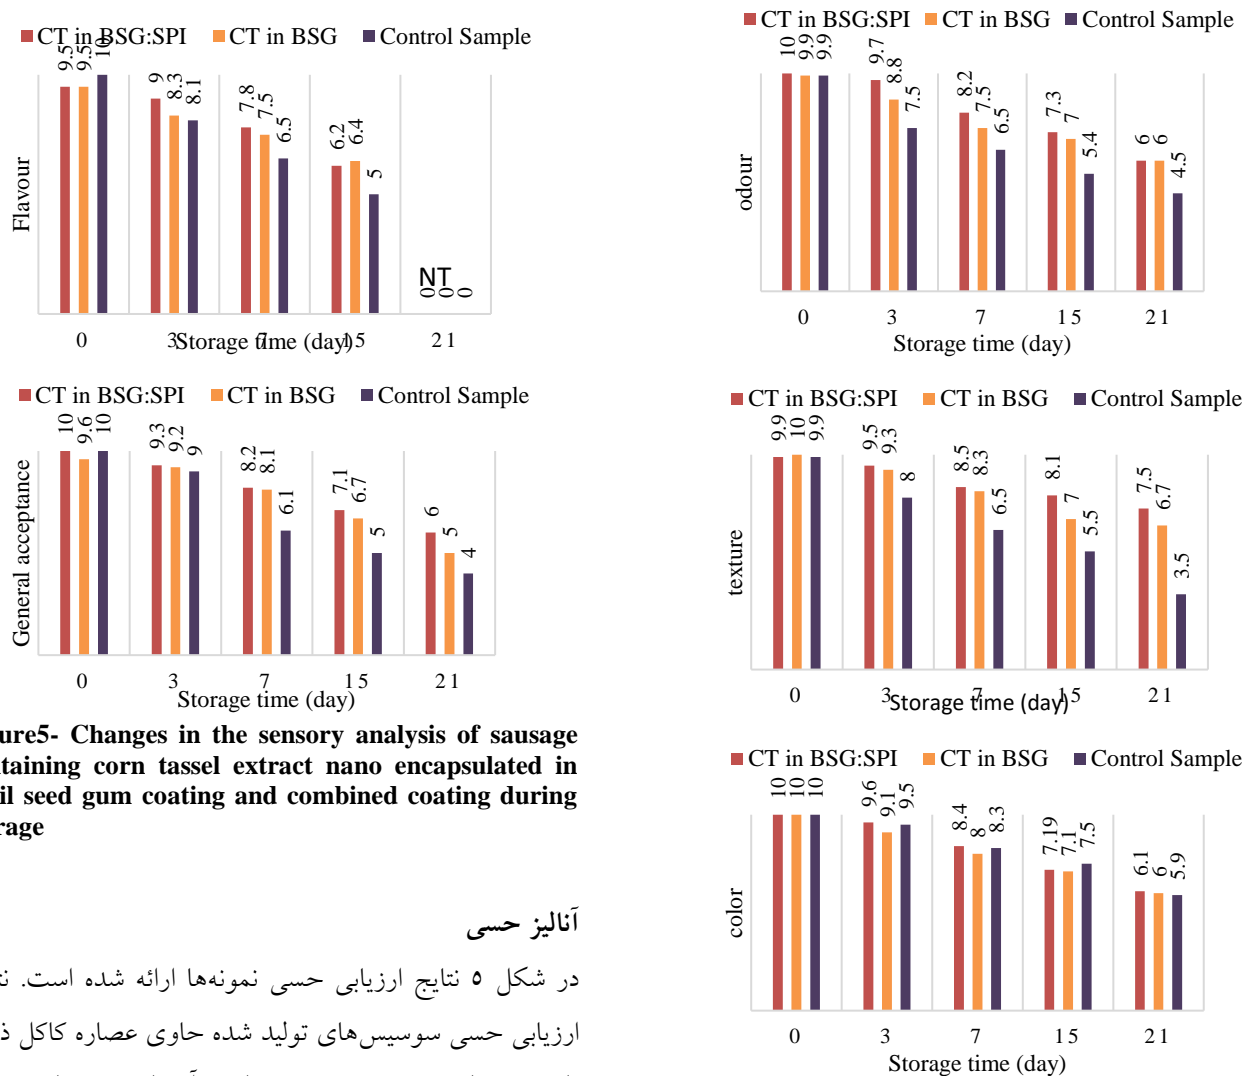 CT in BSG:SPI CT in BSG Control Sample
9.5 9.5 10 9 8.3 8.1 7.8 7.5 6.5 6.2 6.4 5 0 0 0
NT
Flavour
0 3 7 15 21
Storage time (day)
CT in BSG:SPI CT in BSG Control Sample
10 9.6 10 9.3 9.2 9 8.2 8.1 6.1 7.1 6.7 5 6 5 4
General acceptance
0 3 7 15 21
Storage time (day)
ure5- Changes in the sensory analysis of sausage
taining corn tassel extract nano encapsulated in
il seed gum coating and combined coating during
rage
آنالیز حسی
در شکل ۵ نتایج ارزیابی حسی نمونه‌ها ارائه شده است.
ارزیابی حسی سوسیس‌های تولید شده حاوی عصاره کاکل
CT in BSG:SPI CT in BSG Control Sample
10 9.9 9.9 9.7 8.8 7.5 8.2 7.5 6.5 7.3 7 5.4 6 6 4.5
odour
0 3 7 15 21
Storage time (day)
CT in BSG:SPI CT in BSG Control Sample
9.9 10 9.9 9.5 9.3 8 8.5 8.3 6.5 8.1 7 5.5 7.5 6.7 3.5
texture
0 3 7 15 21
Storage time (day)
CT in BSG:SPI CT in BSG Control Sample
10 10 10 9.6 9.1 9.5 8.4 8 8.3 7.19 7.1 7.5 6.1 6 5.9
color
0 3 7 15 21
Storage time (day)